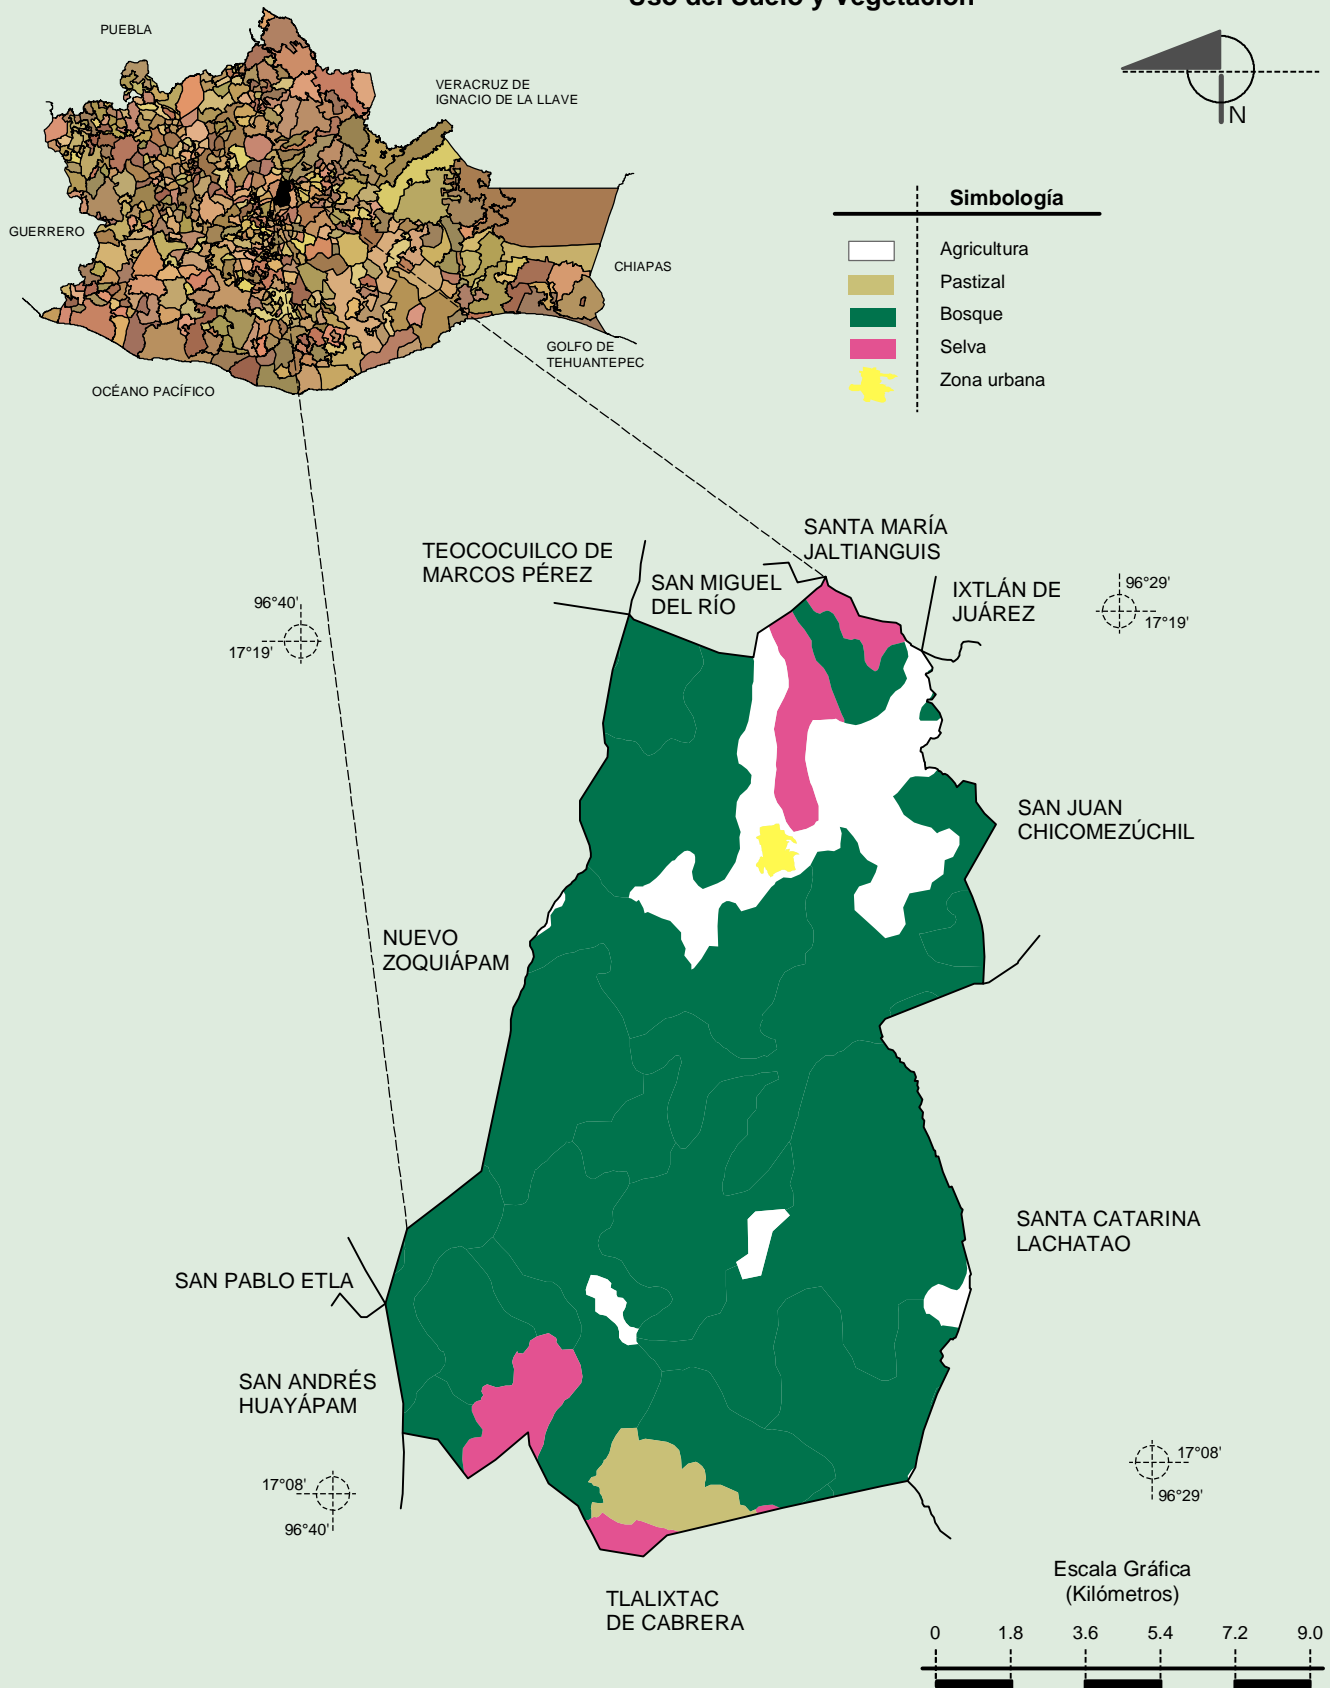 Uso del Suelo y Vegetación
PUEBLA
VERACRUZ DE
IGNACIO DE LA LLAVE
GUERRERO
CHIAPAS
GOLFO DE
TEHUANTEPEC
OCÉANO PACÍFICO
N
Simbología
Agricultura
Pastizal
Bosque
Selva
Zona urbana
SANTA MARÍA
JALTIANGUIS
TEOCOCUILCO DE
MARCOS PÉREZ
SAN MIGUEL
DEL RÍO
IXTLÁN DE
JUÁREZ
96°40'
17°19'
96°29'
17°19'
SAN JUAN
CHICOMEZÚCHIL
NUEVO
ZOQUIÁPAM
SANTA CATARINA
LACHATAO
SAN PABLO ETLA
SAN ANDRÉS
HUAYÁPAM
17°08'
96°40'
17°08'
96°29'
TLALIXTAC
DE CABRERA
Escala Gráfica
(Kilómetros)
0 1.8 3.6 5.4 7.2 9.0